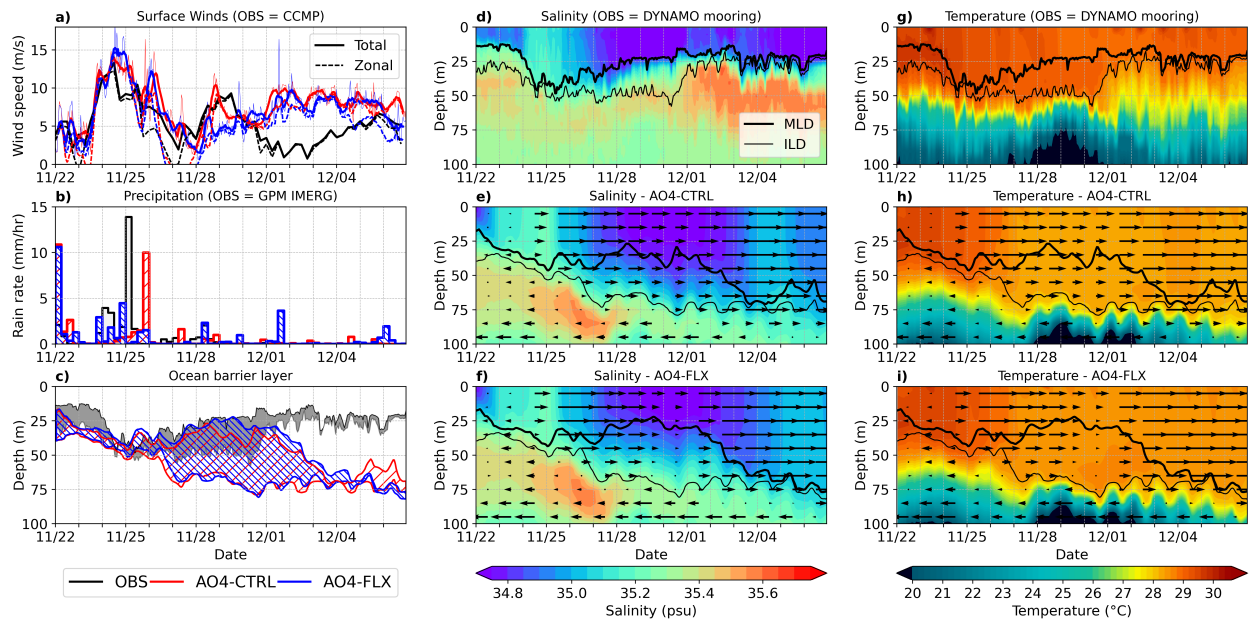 a) Surface Winds (OBS = CCMP)
Wind speed (m/s)
15
10
5
0
Total
Zonal
11/22 11/25 11/28 12/01 12/04
b) Precipitation (OBS = GPM IMERG)
Rain rate (mm/hr)
15
10
5
0
11/22 11/25 11/28 12/01 12/04
c) Ocean barrier layer
Depth (m)
0
25
50
75
100
11/22 11/25 11/28 12/01 12/04
Date
OBS AO4-CTRL AO4-FLX
d) Salinity (OBS = DYNAMO mooring)
Depth (m)
0
25
50
75
100
MLD
ILD
11/22 11/25 11/28 12/01 12/04
e) Salinity - AO4-CTRL
Depth (m)
0
25
50
75
100
11/22 11/25 11/28 12/01 12/04
f) Salinity - AO4-FLX
Depth (m)
0
25
50
75
100
11/22 11/25 11/28 12/01 12/04
Date
34.8 35.0 35.2 35.4 35.6
Salinity (psu)
g) Temperature (OBS = DYNAMO mooring)
Depth (m)
0
25
50
75
100
11/22 11/25 11/28 12/01 12/04
h) Temperature - AO4-CTRL
Depth (m)
0
25
50
75
100
11/22 11/25 11/28 12/01 12/04
i) Temperature - AO4-FLX
Depth (m)
0
25
50
75
100
11/22 11/25 11/28 12/01 12/04
Date
20 21 22 23 24 25 26 27 28 29 30
Temperature (°C)